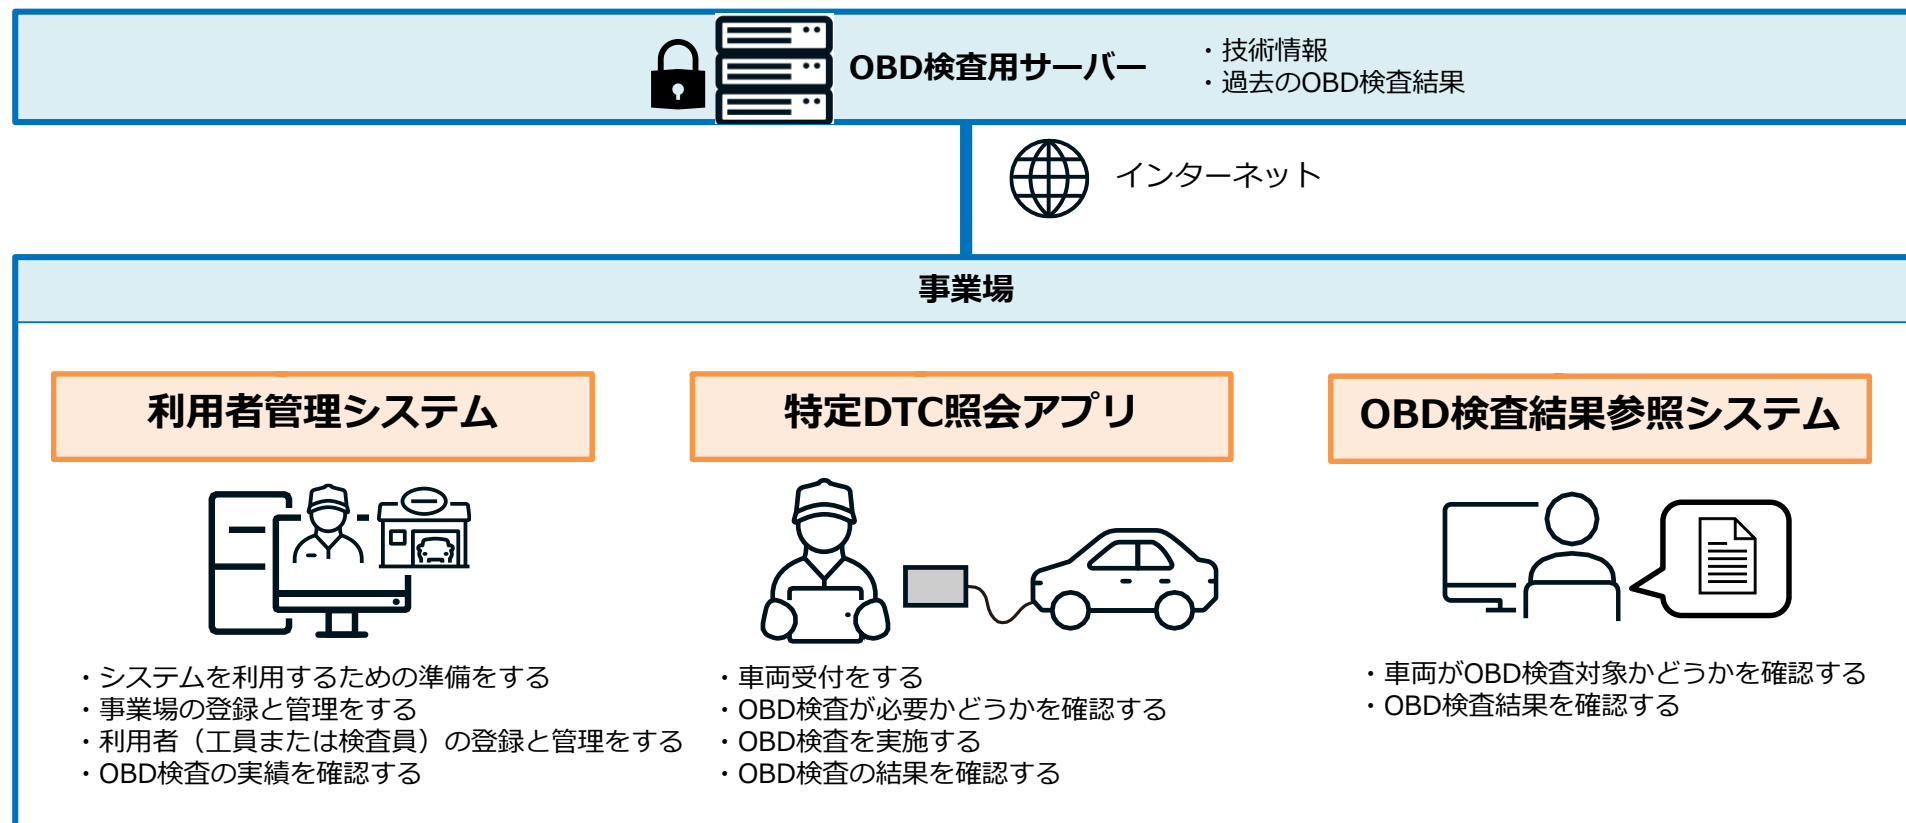 OBD検査用サーバー
・技術情報
・過去のOBD検査結果
インターネット
事業場
利用者管理システム
・システムを利用するための準備をする
・事業場の登録と管理をする
・利用者（工員または検査員）の登録と管理をする
・OBD検査の実績を確認する
特定DTC照会アプリ
・車両受付をする
・OBD検査が必要かどうかを確認する
・OBD検査を実施する
・OBD検査の結果を確認する
OBD検査結果参照システム
・車両がOBD検査対象かどうかを確認する
・OBD検査結果を確認する